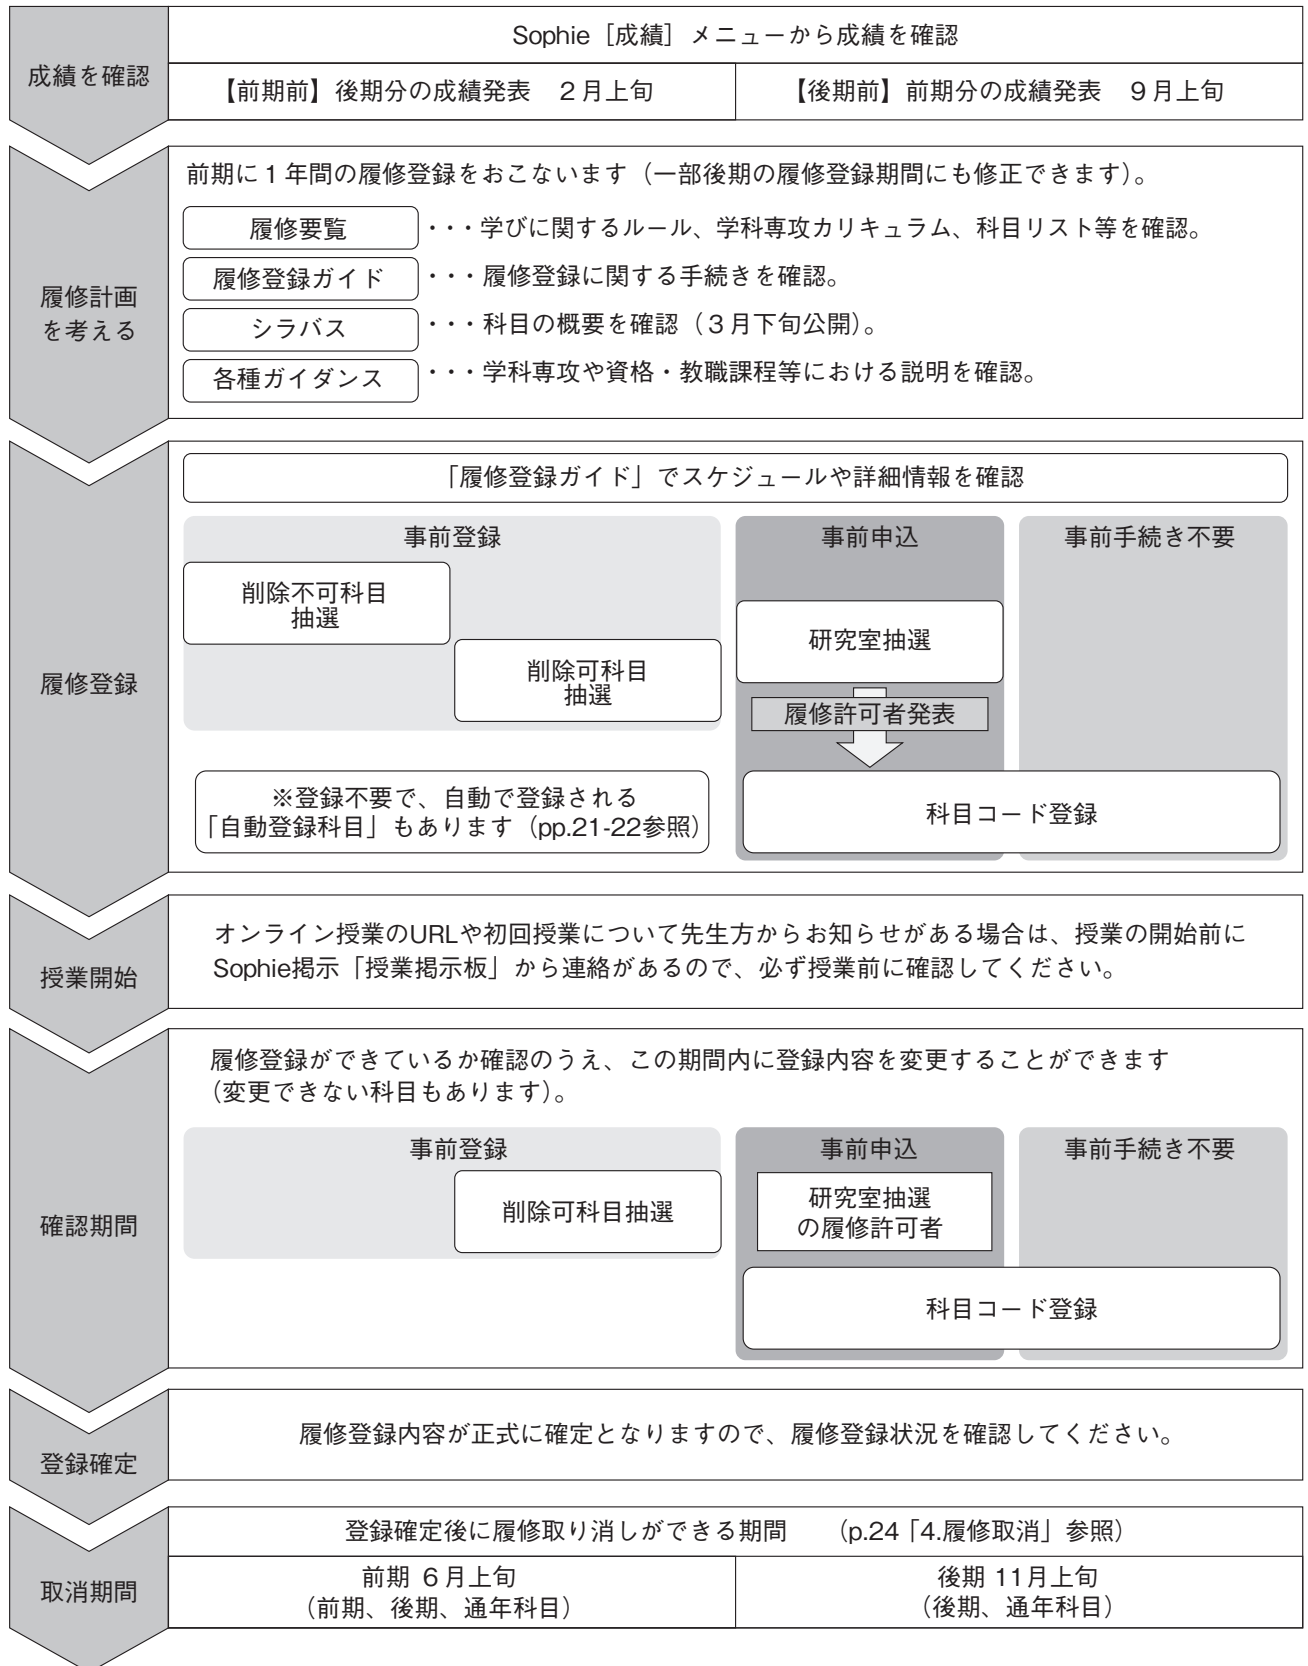 成績を確認
Sophie［成績］メニューから成績を確認
【前期前】後期分の成績発表　２月上旬
【後期前】前期分の成績発表　９月上旬
履修計画
を考える
前期に１年間の履修登録をおこないます（一部後期の履修登録期間にも修正できます）。
履修要覧 ・・・学びに関するルール、学科専攻カリキュラム、科目リスト等を確認。
履修登録ガイド ・・・履修登録に関する手続きを確認。
シラバス ・・・科目の概要を確認（３月下旬公開）。
各種ガイダンス ・・・学科専攻や資格・教職課程等における説明を確認。
履修登録
「履修登録ガイド」でスケジュールや詳細情報を確認
事前登録
削除不可科目
抽選
削除可科目
抽選
事前申込
研究室抽選
履修許可者発表
事前手続き不要
科目コード登録
※登録不要で、自動で登録される
「自動登録科目」もあります（pp.21-22参照）
授業開始
オンライン授業のURLや初回授業について先生方からお知らせがある場合は、授業の開始前に
Sophie掲示「授業掲示板」から連絡があるので、必ず授業前に確認してください。
確認期間
履修登録ができているか確認のうえ、この期間内に登録内容を変更することができます
（変更できない科目もあります）。
事前登録
削除可科目抽選
事前申込
研究室抽選
の履修許可者
事前手続き不要
科目コード登録
登録確定
履修登録内容が正式に確定となりますので、履修登録状況を確認してください。
取消期間
登録確定後に履修取り消しができる期間　　（p.24「4.履修取消」参照）
前期 ６月上旬
（前期、後期、通年科目）
後期 11月上旬
（後期、通年科目）